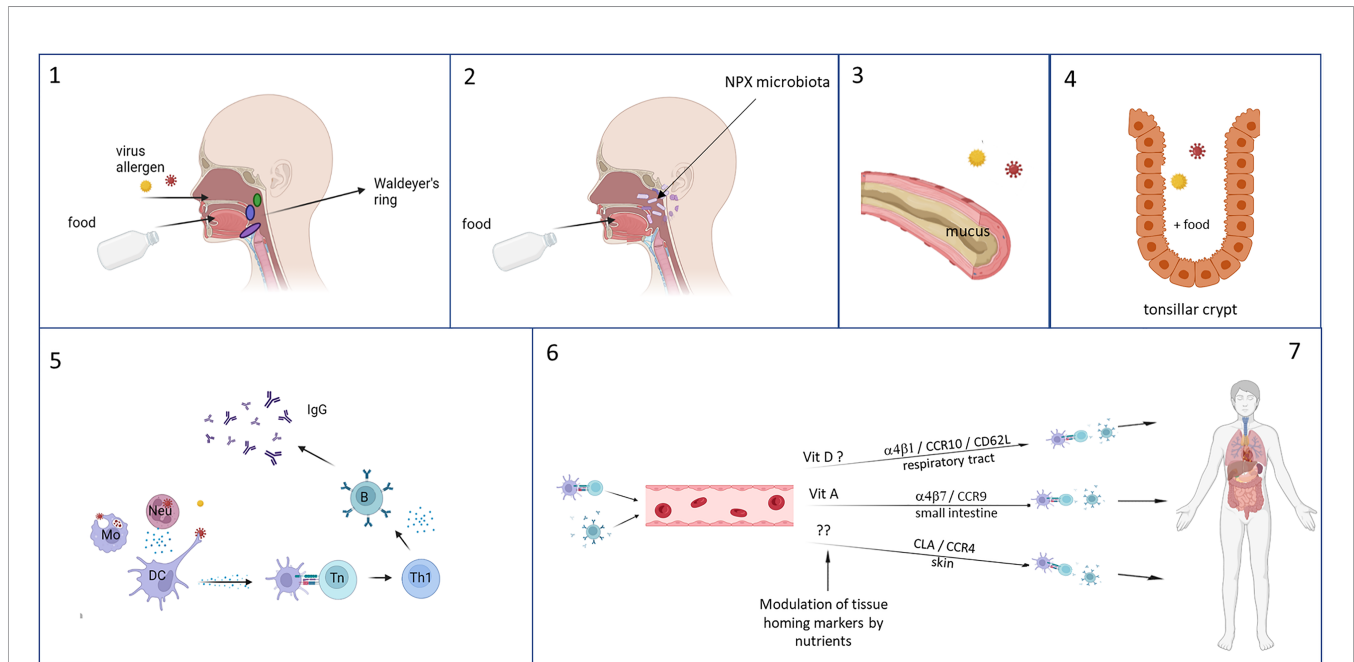 1
virus
allergen
food
Waldeyer's
ring
2
NPX microbiota
food
3
mucus
4
+ food
tonsillar crypt
5
IgG
B
Neu
Mo
DC
Tn
Th1
6
7
Vit D ?
α4β1 / CCR10 / CD62L
respiratory tract
Vit A
α4β7 / CCR9
small intestine
??
CLA / CCR4
skin
Modulation of tissue
homing markers by
nutrients